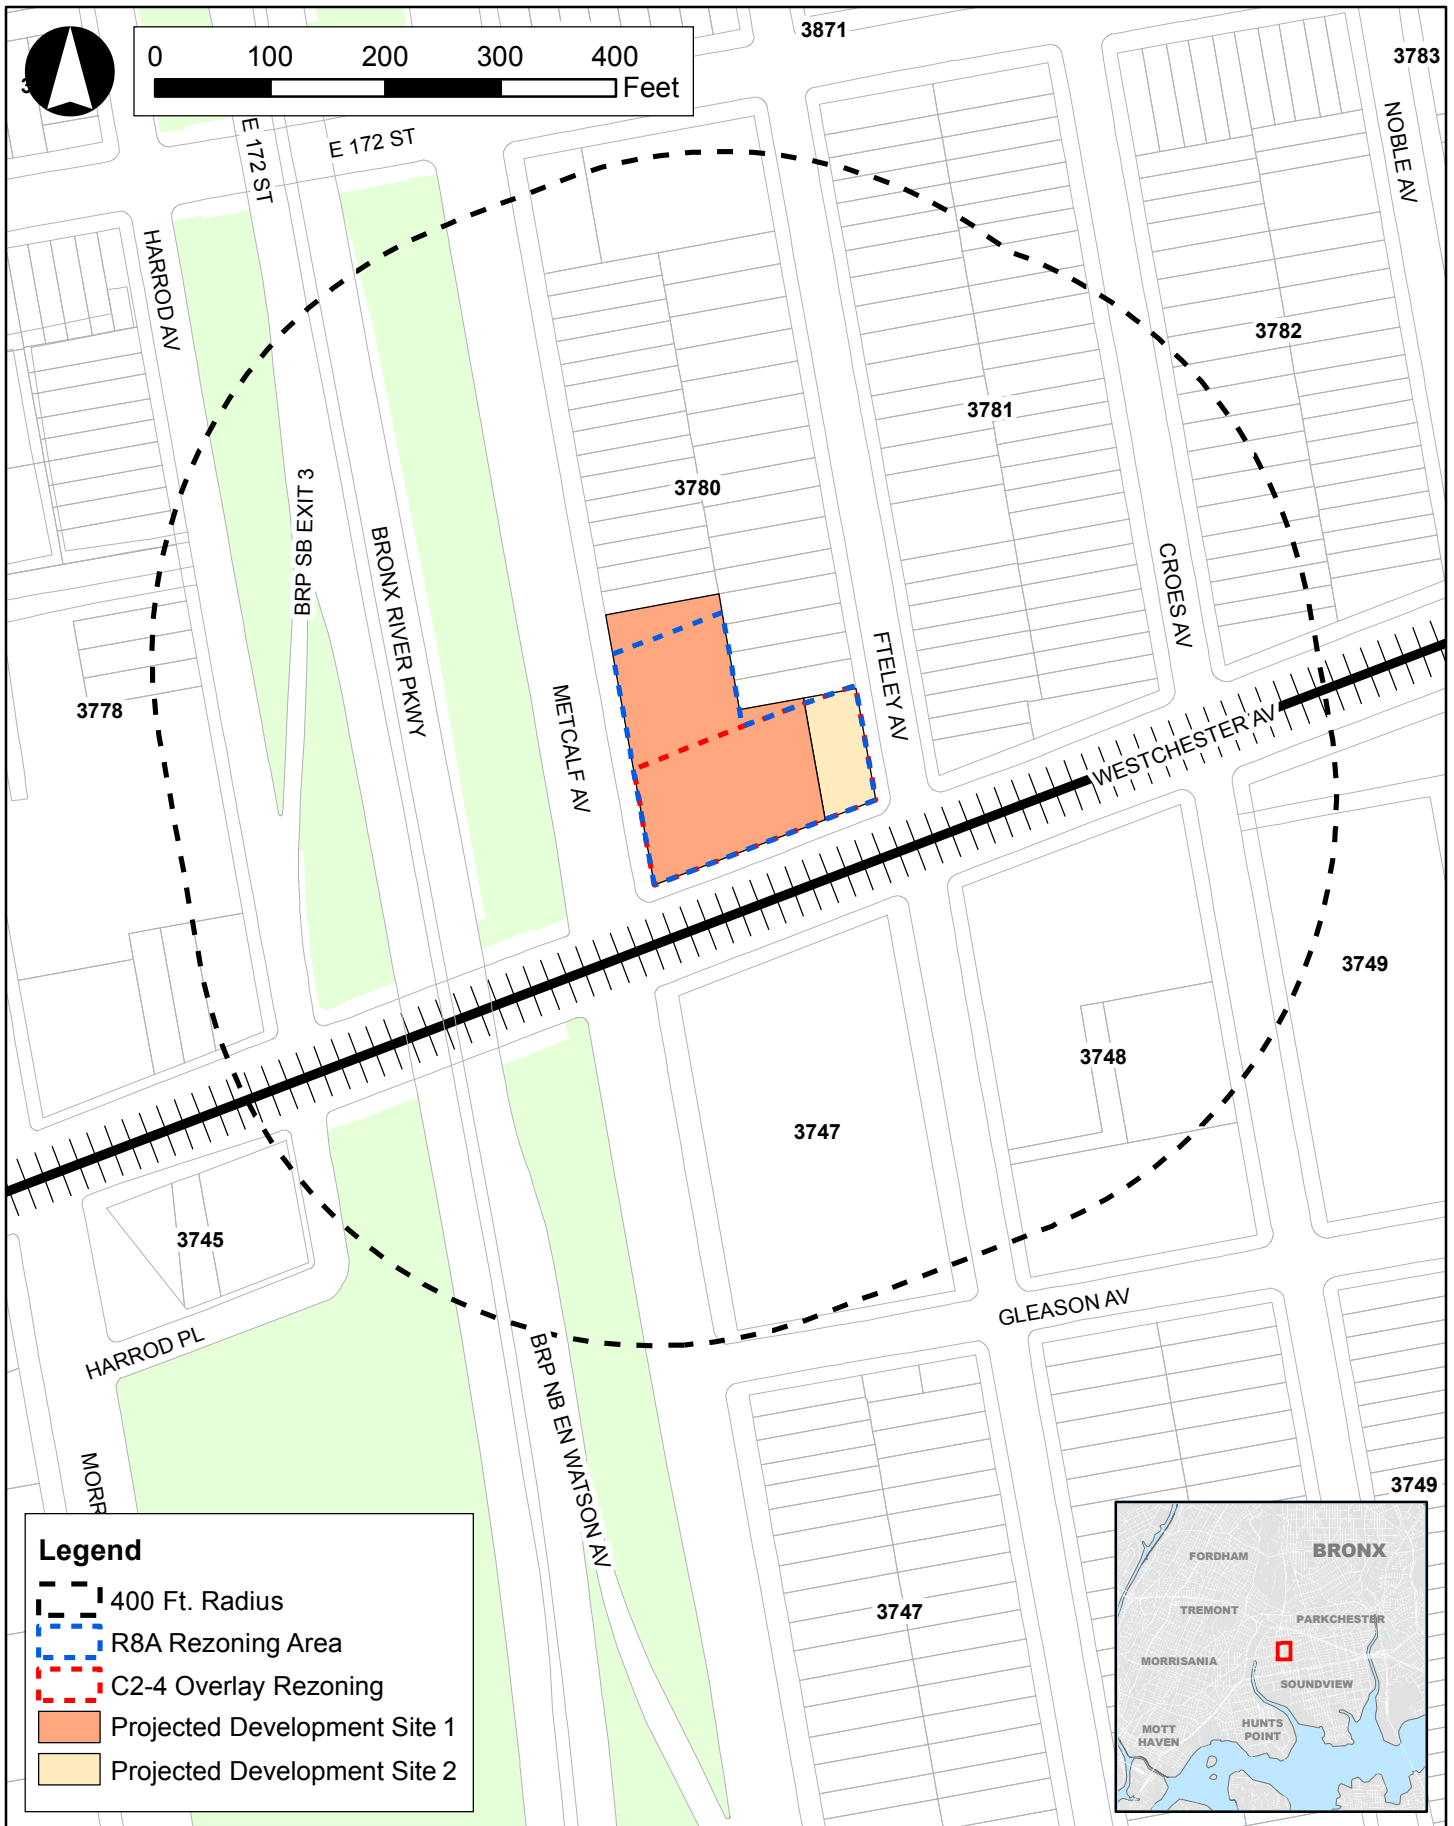 0 100 200 300 400
Feet
3871
3783
E 172 ST
E 172 ST
NOBLE AV
HARROD AV
3782
3781
3780
BRP SB EXIT 3
BRONX RIVER PKWY
CROES AV
FTELEY AV
METCALF AV
3778
WESTCHESTER AV
3749
3748
3747
3745
GLEASON AV
HARROD PL
BRP NB EN WATSON AV
MORR
3749
3747
Legend
400 Ft. Radius
R8A Rezoning Area
C2-4 Overlay Rezoning
Projected Development Site 1
Projected Development Site 2
BRONX
FORDHAM
TREMONT
PARKCHESTER
MORRISANIA
SOUNDVIEW
HUNTS
POINT
MOTT
HAVEN